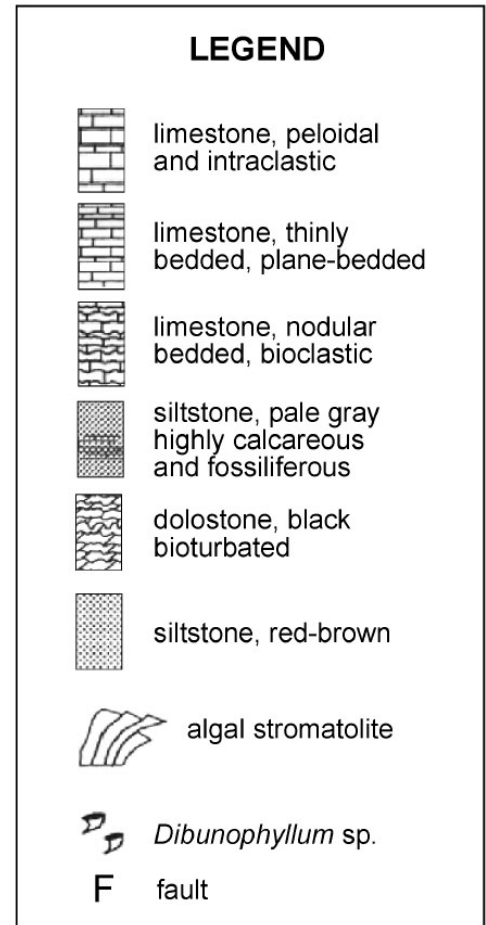 LEGEND
limestone, peloidal
and intraclastic
limestone, thinly
bedded, plane-bedded
limestone, nodular
bedded, bioclastic
siltstone, pale gray
highly calcareous
and fossiliferous
dolostone, black
bioturbated
siltstone, red-brown
algal stromatolite
Dibunophyllum sp.
F fault